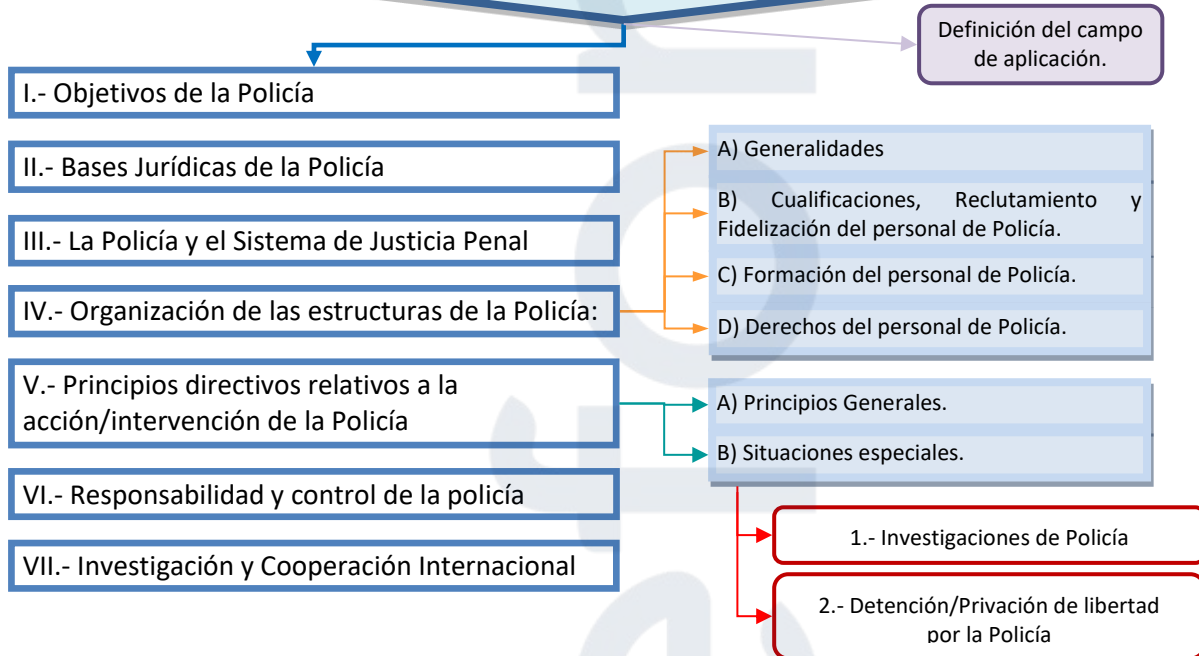 Definición del campo
de aplicación.
I.- Objetivos de la Policía
II.- Bases Jurídicas de la Policía
III.- La Policía y el Sistema de Justicia Penal
IV.- Organización de las estructuras de la Policía:
A) Generalidades
B) Cualificaciones, Reclutamiento y
Fidelización del personal de Policía.
C) Formación del personal de Policía.
D) Derechos del personal de Policía.
V.- Principios directivos relativos a la
acción/intervención de la Policía
A) Principios Generales.
B) Situaciones especiales.
1.- Investigaciones de Policía
2.- Detención/Privación de libertad
por la Policía
VI.- Responsabilidad y control de la policía
VII.- Investigación y Cooperación Internacional